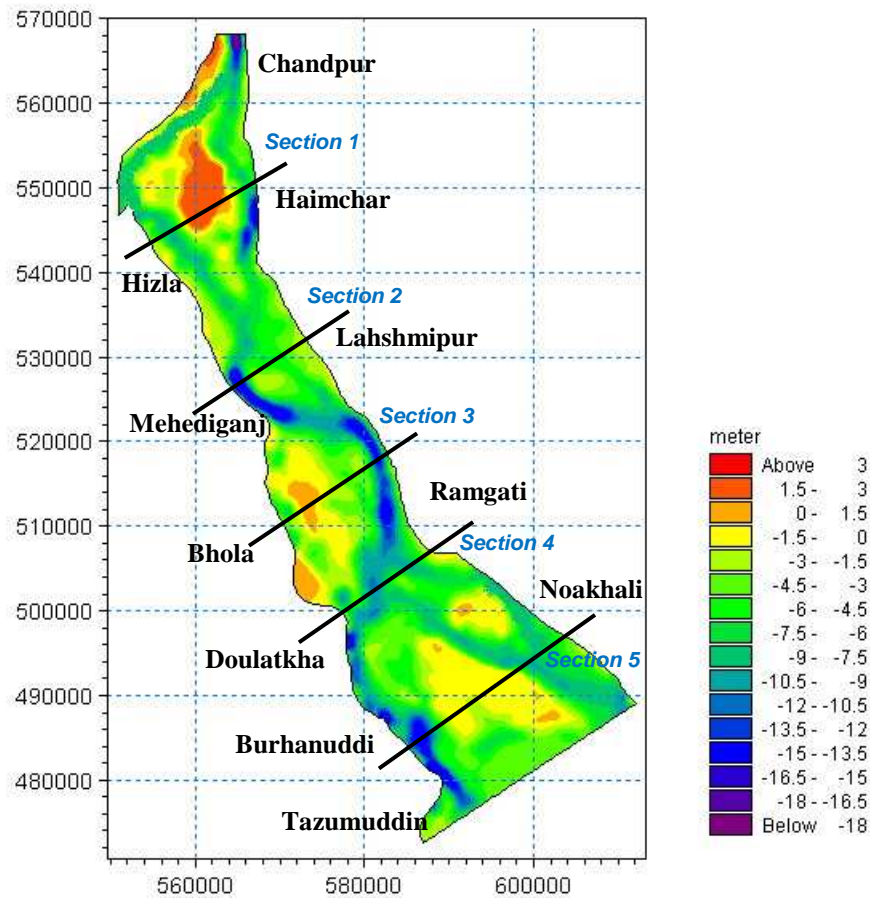 570000
Chandpur
560000
Section 1
550000
Haimchar
540000
Hizla
Section 2
530000
Lahshmipur
Mehediganj
Section 3
520000
Ramgati
510000
Bhola
Section 4
Noakhali
500000
Doulatkha
Section 5
490000
Burhanuddi
480000
Tazumuddin
560000 580000 600000
meter
Above 3
1.5 - 3
0 - 1.5
-1.5 - 0
-3 - -1.5
-4.5 - -3
-6 - -4.5
-7.5 - -6
-9 - -7.5
-10.5 - -9
-12 - -10.5
-13.5 - -12
-15 - -13.5
-16.5 - -15
-18 - -16.5
Below -18